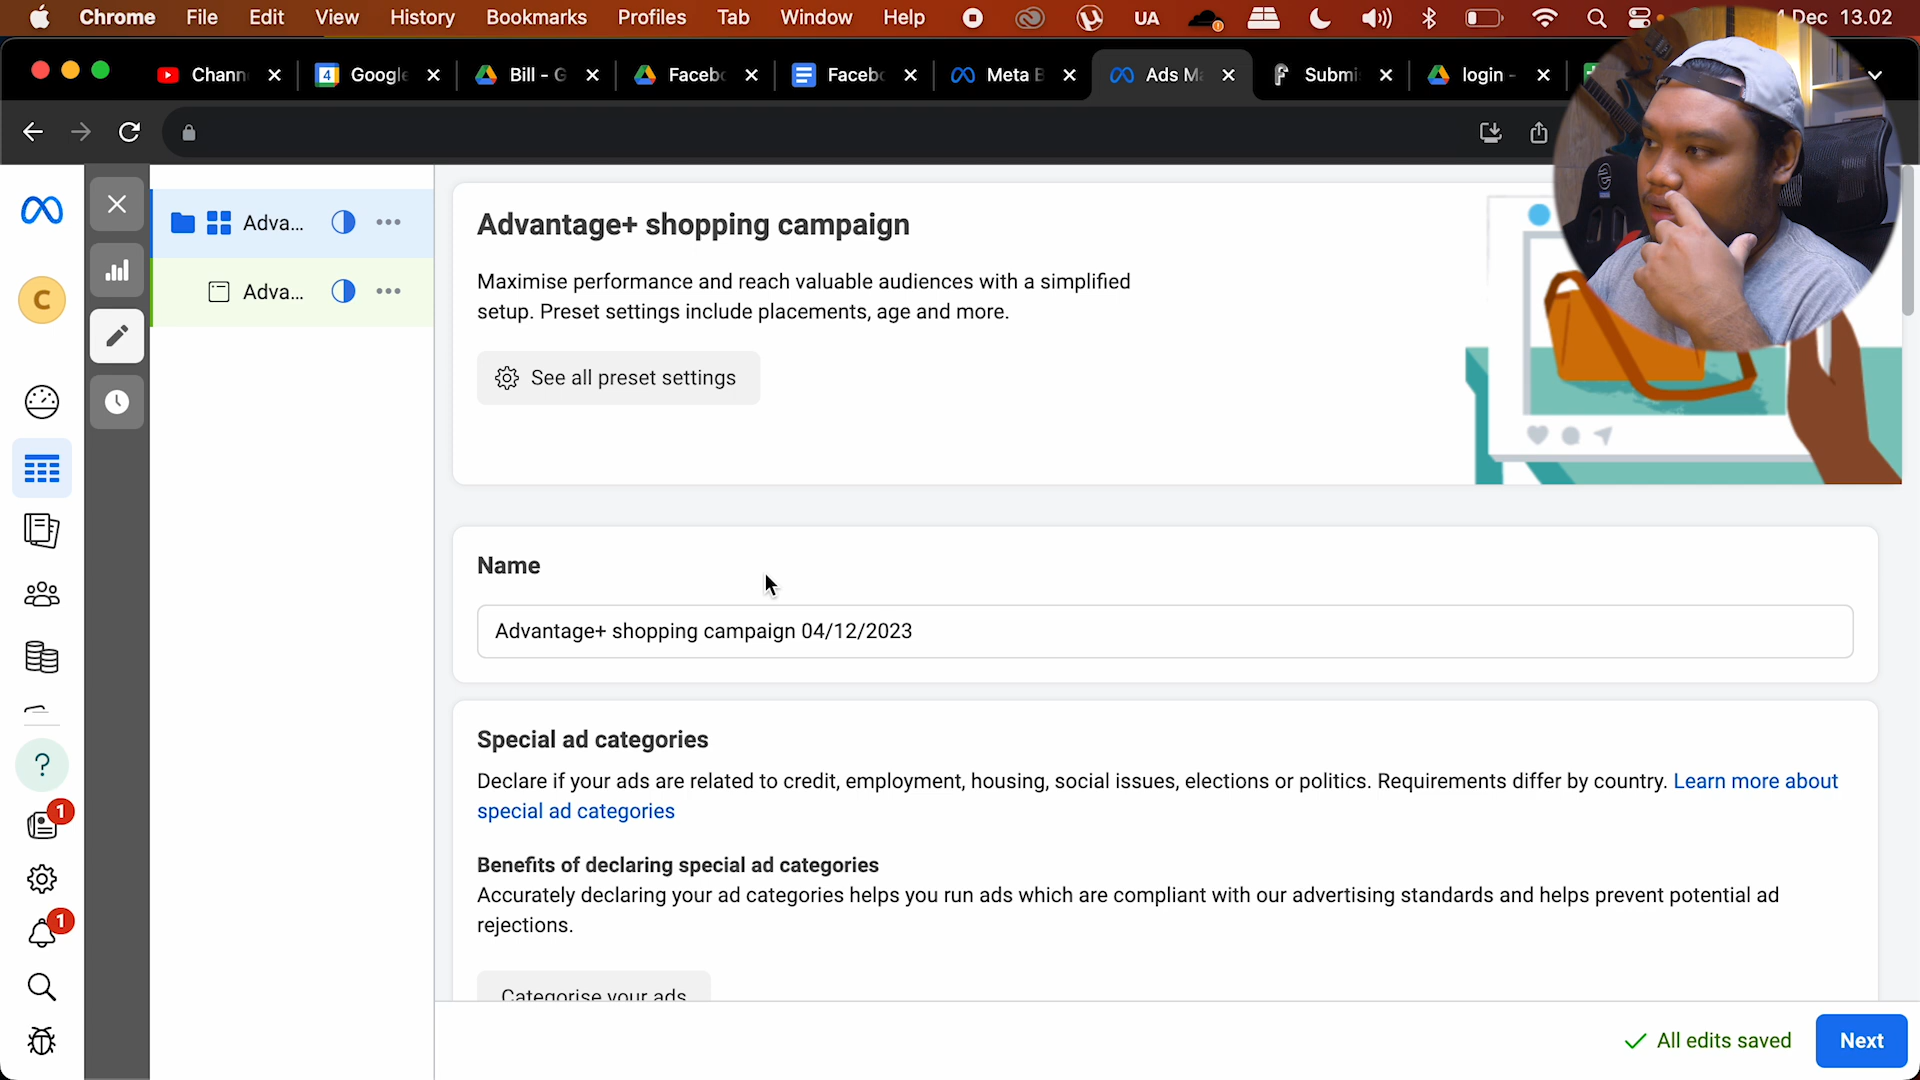 Chrome File Edit View History Bookmarks Profiles Tab Window Help UA Dec 13.02
Chann Google Bill - G Facebo Facebo Meta B Ads Ma Submi login -
Adva...
Adva...
C
Advantage+ shopping campaign
Maximise performance and reach valuable audiences with a simplified
setup. Preset settings include placements, age and more.
See all preset settings
Name
Advantage+ shopping campaign 04/12/2023
Special ad categories
Declare if your ads are related to credit, employment, housing, social issues, elections or politics. Requirements differ by country. Learn more about
special ad categories
Benefits of declaring special ad categories
Accurately declaring your ad categories helps you run ads which are compliant with our advertising standards and helps prevent potential ad
rejections.
Categorise your ads
1
1
All edits saved
Next